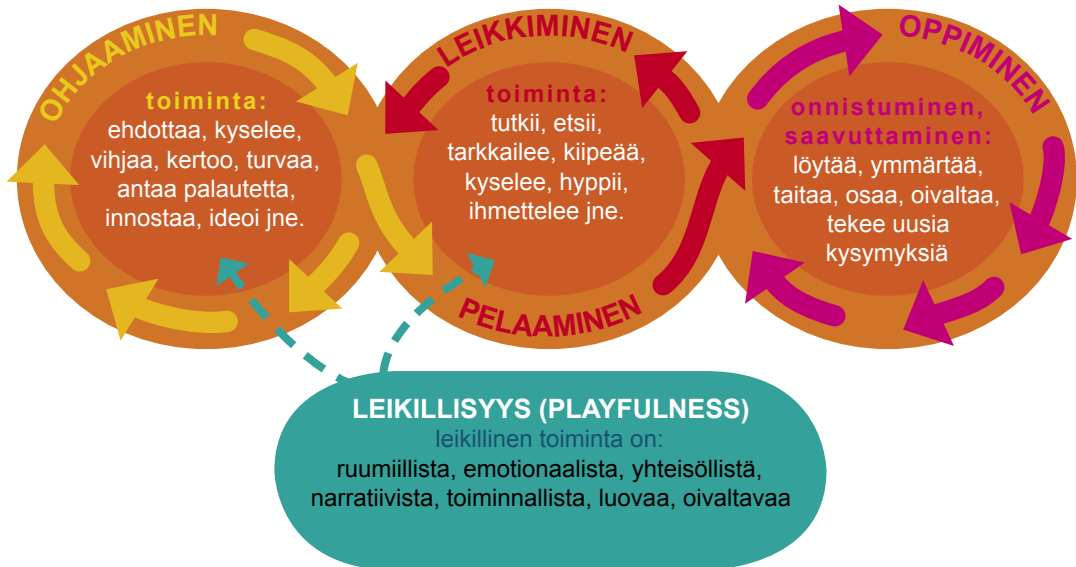 OHJAAMINEN
toiminta:
ehdottaa, kyselee,
vihjaa, kertoo, turvaa,
antaa palautetta,
innostaa, ideoi jne.
LEIKKIMINEN
toiminta:
tutkii, etsii,
tarkkailee, kiipeää,
kyselee, hyppii,
ihmettelee jne.
PELAAMINEN
OPPIMINEN
onnistuminen,
saavuttaminen:
löytää, ymmärtää,
taitaa, osaa, oivaltaa,
tekee uusia
kysymyksiä
LEIKILLISYYS (PLAYFULNESS)
leikillinen toiminta on:
ruumiillista, emotionaalista, yhteisöllistä,
narratiivista, toiminnallista, luovaa, oivaltavaa